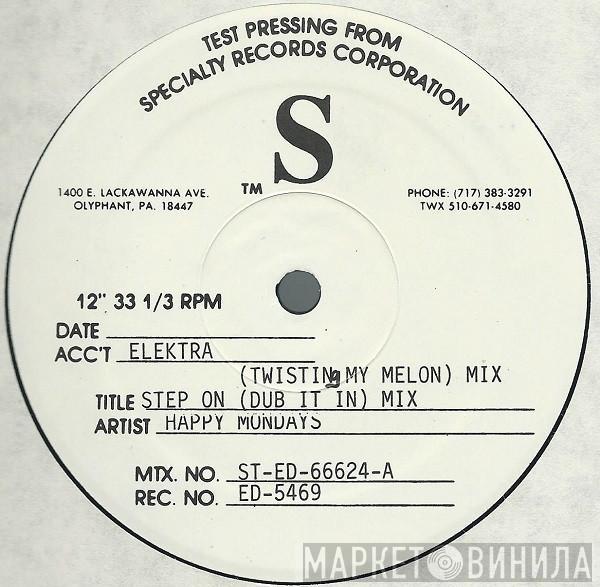 TEST PRESSING FROM
SPECIALTY RECORDS CORPORATION
S
TM
1400 E. LACKAWANNA AVE.
OLYPHANT, PA. 18447
PHONE: (717) 383-3291
TWX 510-671-4580
12" 33 1/3 RPM
DATE
ACC'T ELEKTRA
(TWISTING MY MELON) MIX
TITLE STEP ON (DUB IT IN) MIX
ARTIST HAPPY MONDAYS
MTX. NO. ST-ED-66624-A
REC. NO. ED-5469
МАРКЕТ ВИНИЛА